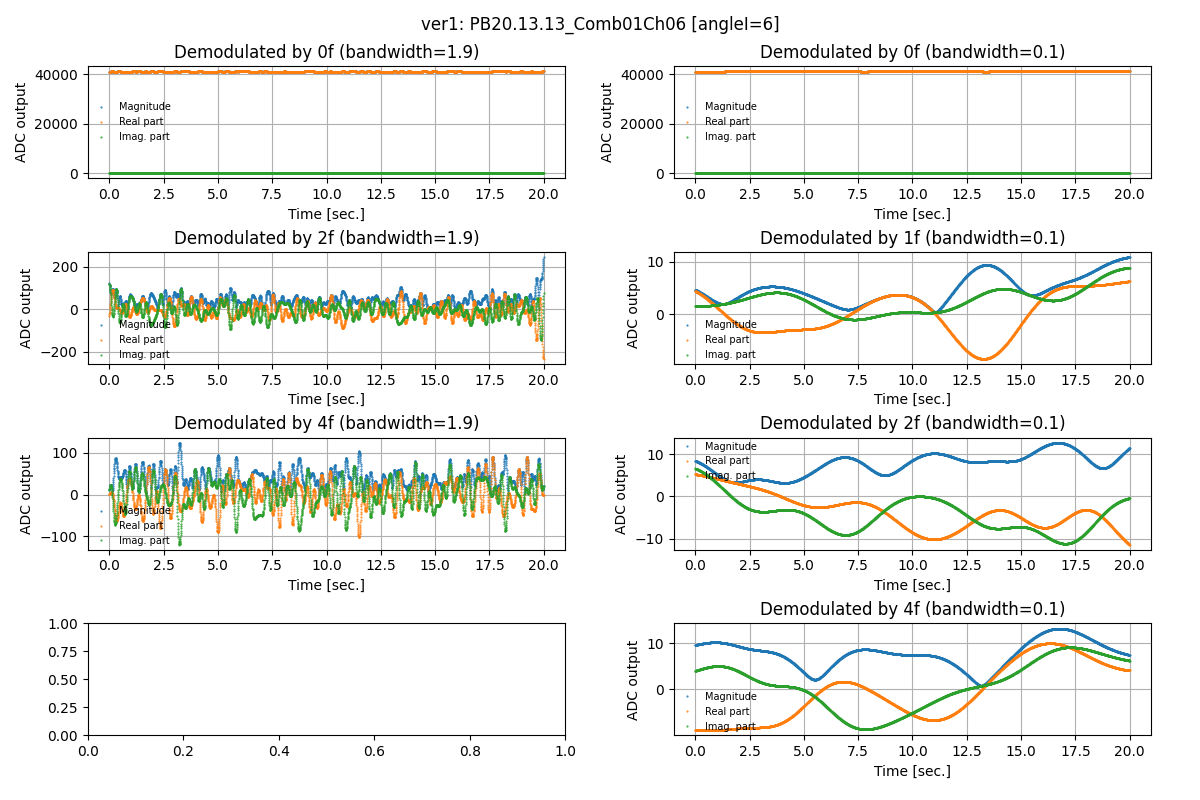 ver1: PB20.13.13_Comb01Ch06 [angleI=6]
Demodulated by 0f (bandwidth=1.9)
ADC output
40000
20000
0
Magnitude
Real part
Imag. part
0.0 2.5 5.0 7.5 10.0 12.5 15.0 17.5 20.0
Time [sec.]
Demodulated by 0f (bandwidth=0.1)
ADC output
40000
20000
0
Magnitude
Real part
Imag. part
0.0 2.5 5.0 7.5 10.0 12.5 15.0 17.5 20.0
Time [sec.]
Demodulated by 2f (bandwidth=1.9)
ADC output
200
0
−200
Magnitude
Real part
Imag. part
0.0 2.5 5.0 7.5 10.0 12.5 15.0 17.5 20.0
Time [sec.]
Demodulated by 1f (bandwidth=0.1)
ADC output
10
0
Magnitude
Real part
Imag. part
0.0 2.5 5.0 7.5 10.0 12.5 15.0 17.5 20.0
Time [sec.]
Demodulated by 4f (bandwidth=1.9)
ADC output
100
0
−100
Magnitude
Real part
Imag. part
0.0 2.5 5.0 7.5 10.0 12.5 15.0 17.5 20.0
Time [sec.]
Demodulated by 2f (bandwidth=0.1)
ADC output
10
0
−10
Magnitude
Real part
Imag. part
0.0 2.5 5.0 7.5 10.0 12.5 15.0 17.5 20.0
Time [sec.]
1.00
0.75
0.50
0.25
0.00
0.0 0.2 0.4 0.6 0.8 1.0
Demodulated by 4f (bandwidth=0.1)
ADC output
10
0
Magnitude
Real part
Imag. part
0.0 2.5 5.0 7.5 10.0 12.5 15.0 17.5 20.0
Time [sec.]